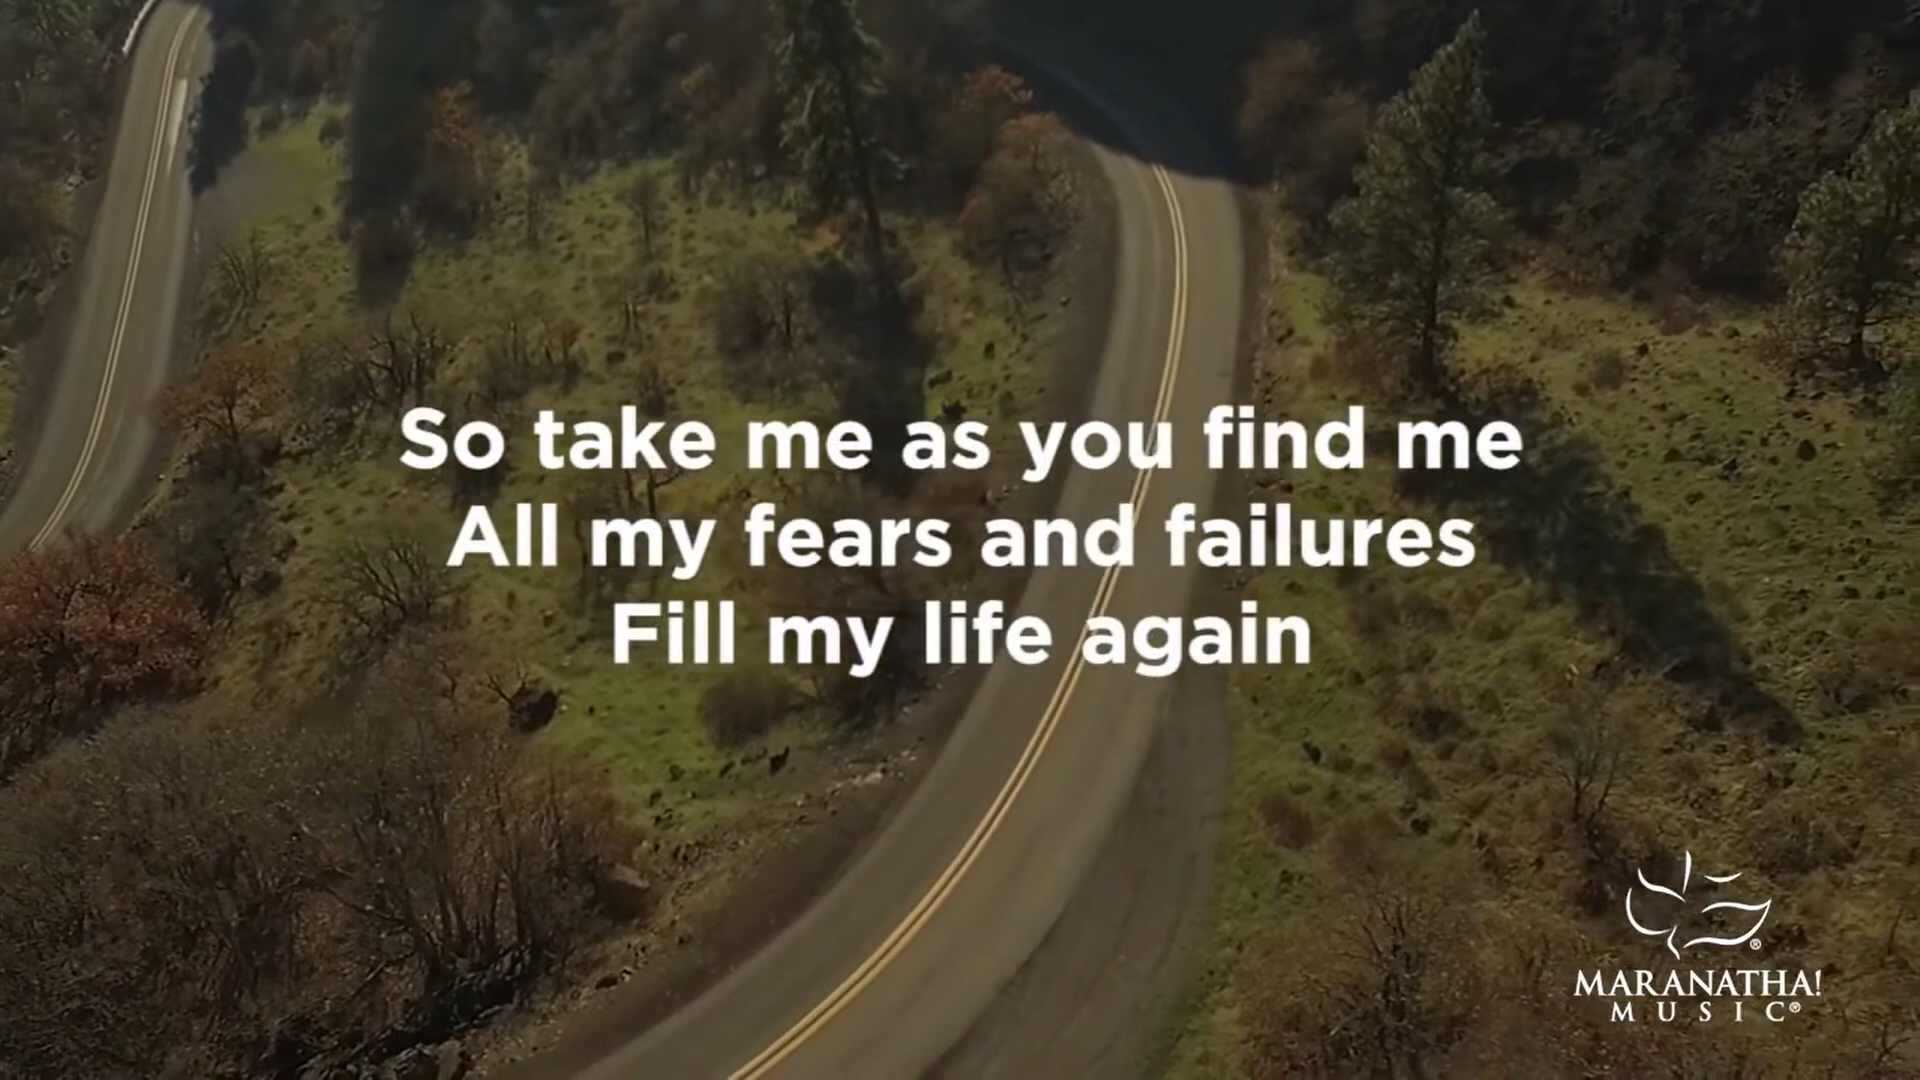 So take me as you find me
All my fears and failures
Fill my life again
MARANATHA!
MUSIC®